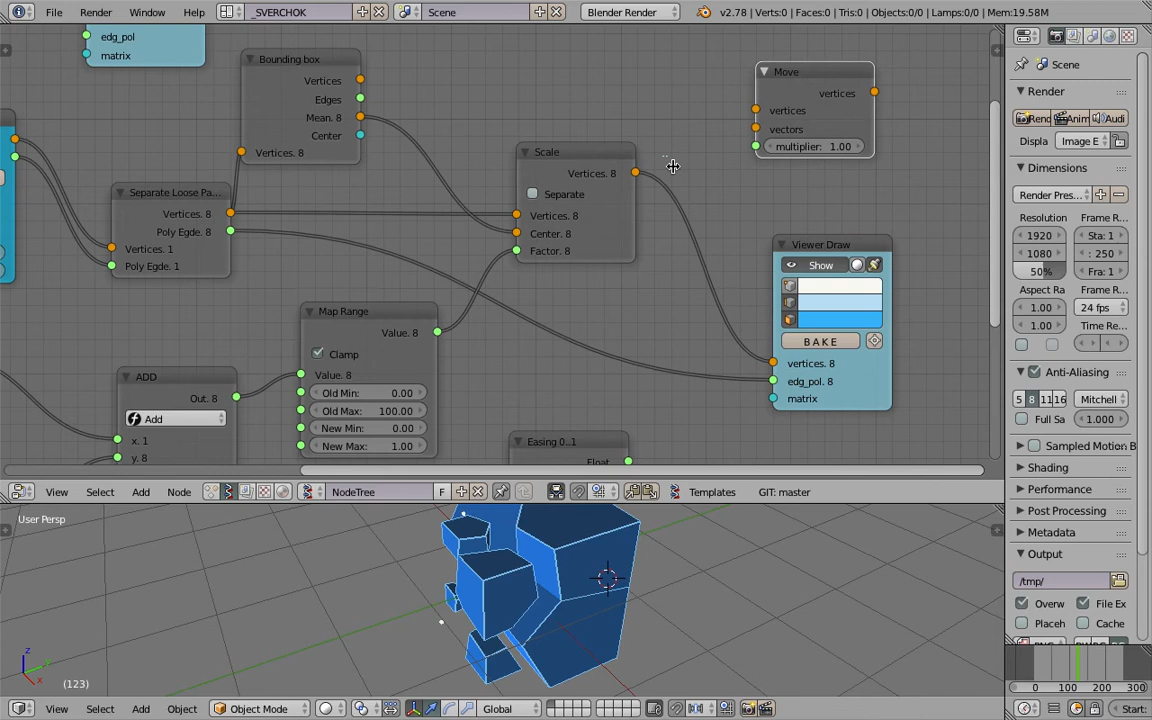 File Render Window Help _SVERCHOK Scene Blender Render v2.78 | Verts:0 | Faces:0 | Tris:0 | Objects:0/0 | Lamps:0/0 | Mem:19.58M
edg_pol
matrix
Bounding box
Vertices
Edges
Mean. 8
Center
Vertices. 8
Separate Loose Pa...
Vertices. 8
Poly Egde. 8
Vertices. 1
Poly Egde. 1
Scale
Vertices. 8
Separate
Vertices. 8
Center. 8
Factor. 8
Move
vertices
vertices
vectors
multiplier: 1.00
Viewer Draw
Show
BAKE
vertices. 8
edg_pol. 8
matrix
Map Range
Value. 8
Clamp
Value. 8
Old Min: 0.00
Old Max: 100.00
New Min: 0.00
New Max: 1.00
ADD
Out. 8
Add
x. 1
y. 8
Easing 0..1
Float
View Select Add Node NodeTree F Templates GIT: master
User Persp
z
y
x
(123)
View Select Add Object Object Mode Global
Scene
Render
Rend Anim Audi
Displa Image E
Dimensions
Render Pres...
Resolution Frame R...
1920 Sta: 1
1080 : 250
50% Fra: 1
Aspect Ra Frame R...
1.00 24 fps
1.00 Time Re...
Anti-Aliasing
5 8 11 16 Mitchell
Full Sa 1.000
Sampled Motion B
Shading
Performance
Post Processing
Metadata
Output
/tmp/
Overw File Ex
Placeh Cache
0 100 200 300
Start: